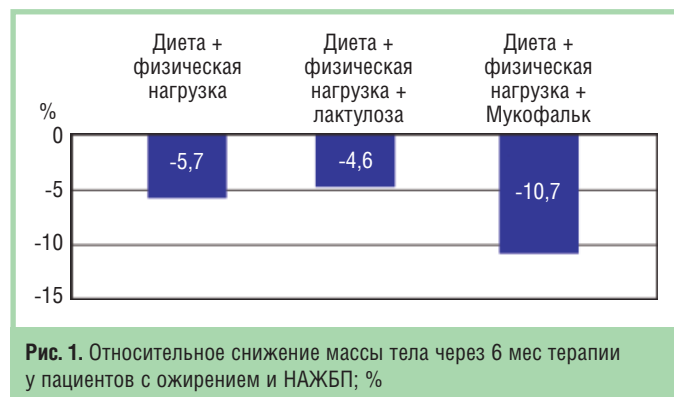 Диета +
физическая
нагрузка
Диета +
физическая
нагрузка +
лактулоза
Диета +
физическая
нагрузка +
Мукофальк
%
0
-5
-10
-15
-5,7
-4,6
-10,7
Рис. 1. Относительное снижение массы тела через 6 мес терапии
у пациентов с ожирением и НАЖБП; %